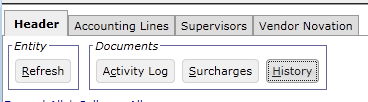 Header Accounting Lines Supervisors Vendor Novation
Entity Documents
Refresh Activity Log Surcharges History